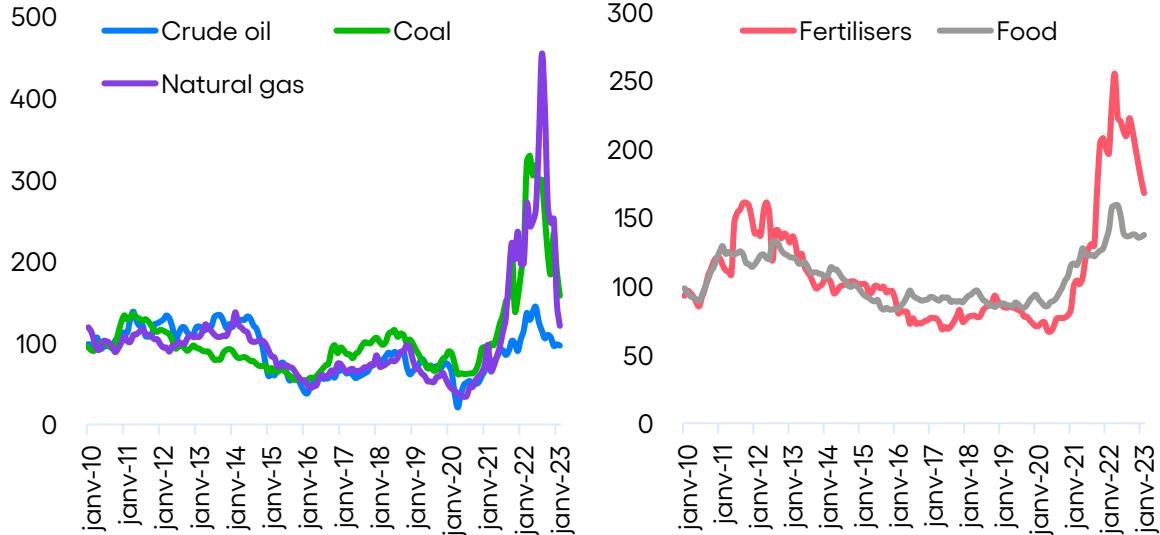 500
Crude oil
Coal
Natural gas
400
300
200
100
0
janv-10
janv-11
janv-12
janv-13
janv-14
janv-15
janv-16
janv-17
janv-18
janv-19
janv-20
janv-21
janv-22
janv-23
300
Fertilisers
Food
250
200
150
100
50
0
janv-10
janv-11
janv-12
janv-13
janv-14
janv-15
janv-16
janv-17
janv-18
janv-19
janv-20
janv-21
janv-22
janv-23